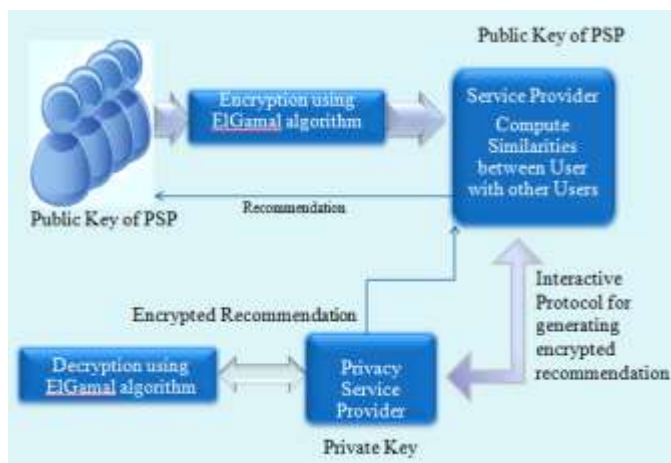 Public Key of PSP
Encryption using
ElGamal algorithm
Service Provider
Compute
Similarities
between User
with other Users
Recommendation
Public Key of PSP
Interactive
Protocol for
generating
encrypted
recommendation
Encrypted Recommendation
Decryption using
ElGamal algorithm
Privacy
Service
Provider
Private Key